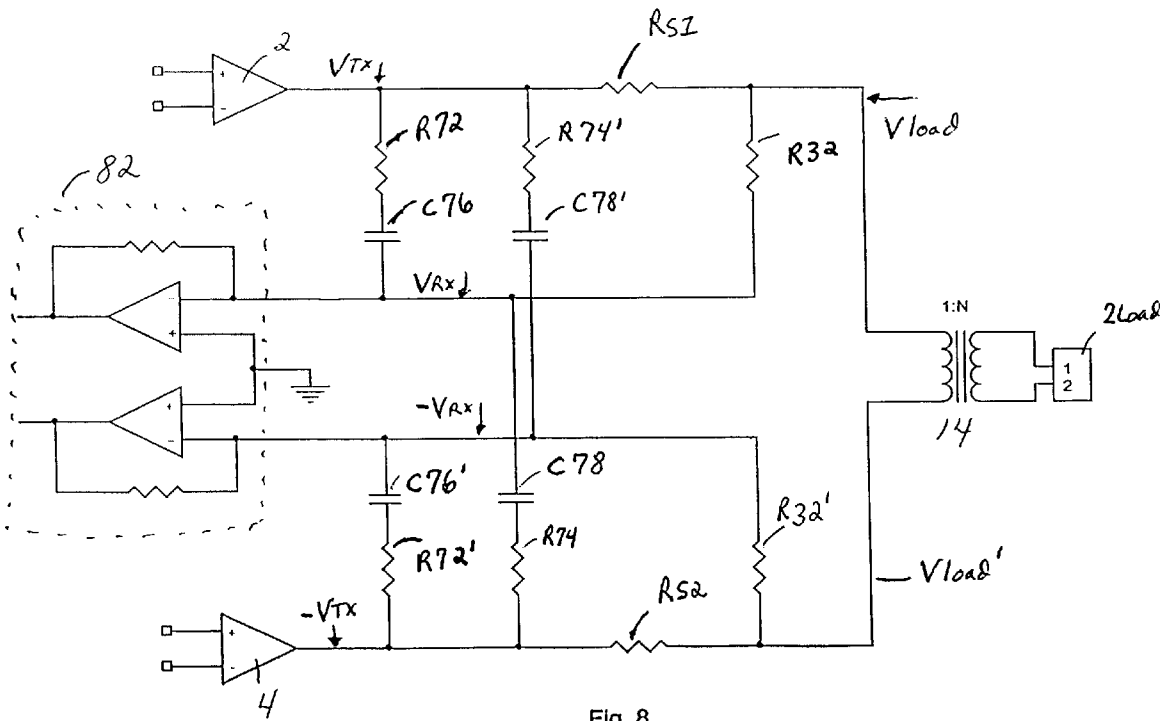 RS1
2
VTX
Vload
R72
R74'
R32
82
C76
C78'
+
-
VRX
-
+
1:N
2Load
1
2
14
+
-
-VRX
C78
C76'
R32'
R74
R72'
Vload'
RS2
-VTX
+
-
4
Fig. 8